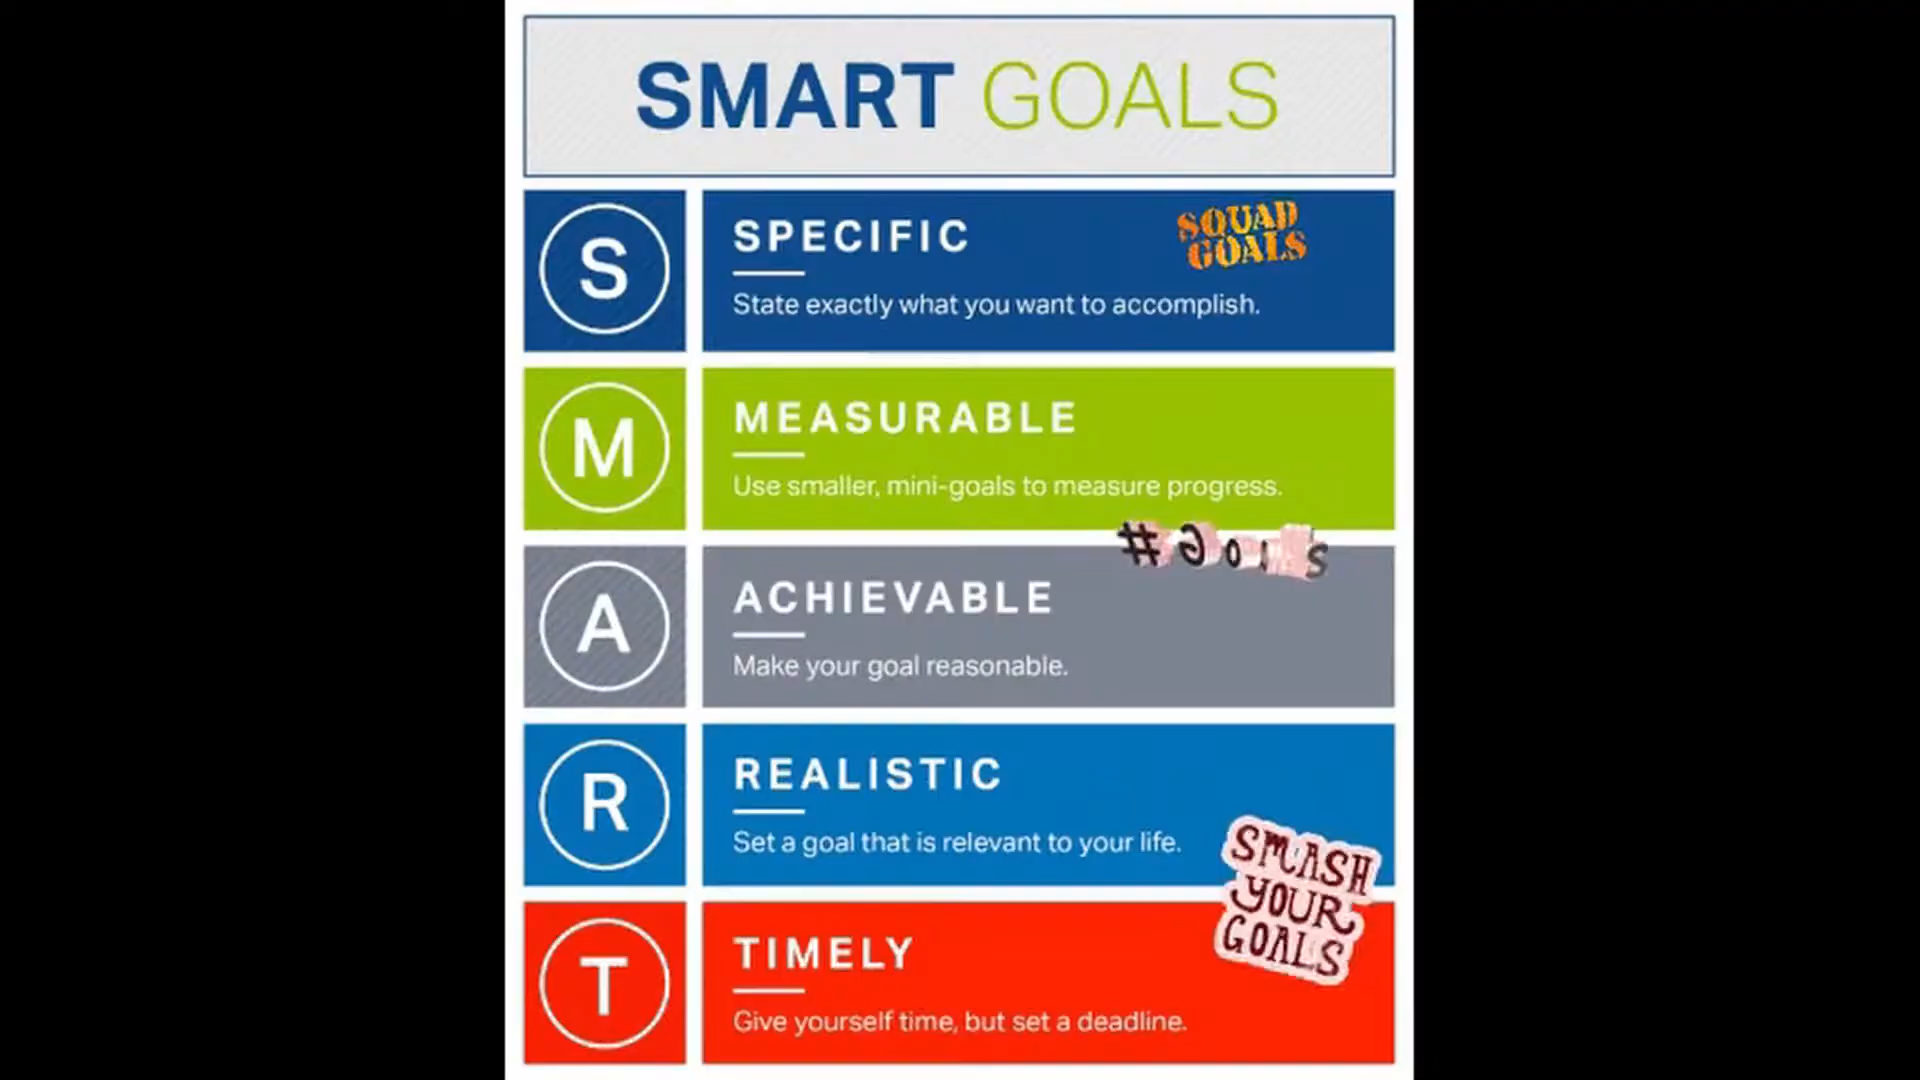 SMART GOALS
S
SPECIFIC
SQUAD
GOALS
State exactly what you want to accomplish.
M
MEASURABLE
Use smaller, mini-goals to measure progress.
A
ACHIEVABLE
Make your goal reasonable.
R
REALISTIC
Set a goal that is relevant to your life.
SMASH
YOUR
GOALS
T
TIMELY
Give yourself time, but set a deadline.